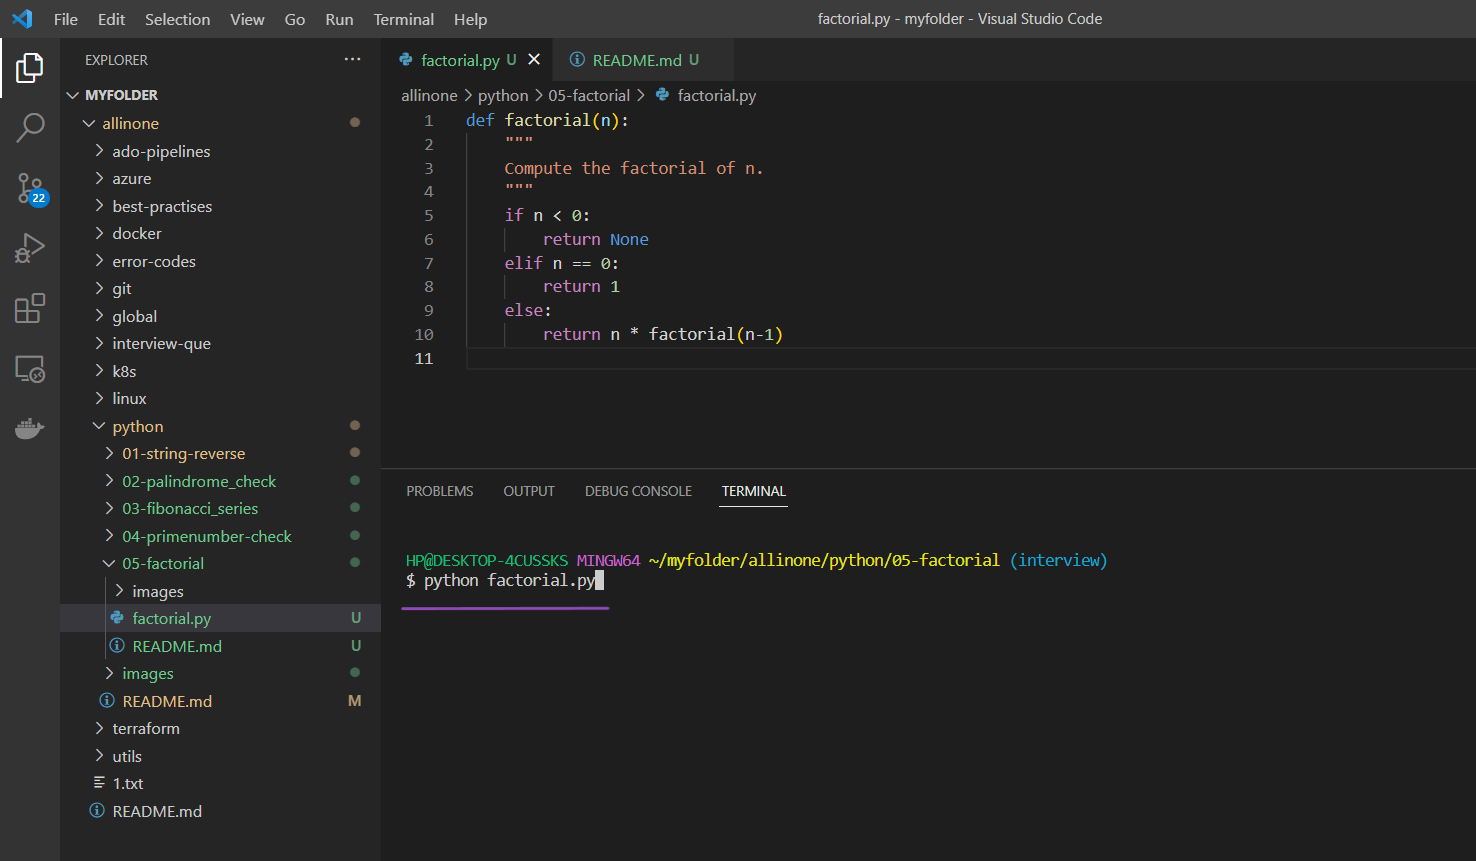 File Edit Selection View Go Run Terminal Help
factorial.py - myfolder - Visual Studio Code
EXPLORER
MYFOLDER
allinone
ado-pipelines
azure
best-practises
docker
error-codes
git
global
interview-que
k8s
linux
python
01-string-reverse
02-palindrome_check
03-fibonacci_series
04-primenumber-check
05-factorial
images
factorial.py U
README.md U
images
README.md M
terraform
utils
1.txt
README.md
22
factorial.py U
README.md U
allinone > python > 05-factorial > factorial.py
1 def factorial(n):
2 """
3 Compute the factorial of n.
4 """
5 if n < 0:
6 return None
7 elif n == 0:
8 return 1
9 else:
10 return n * factorial(n-1)
11
PROBLEMS OUTPUT DEBUG CONSOLE TERMINAL
HP@DESKTOP-4CUSSKS MINGW64 ~/myfolder/allinone/python/05-factorial (interview)
$ python factorial.py